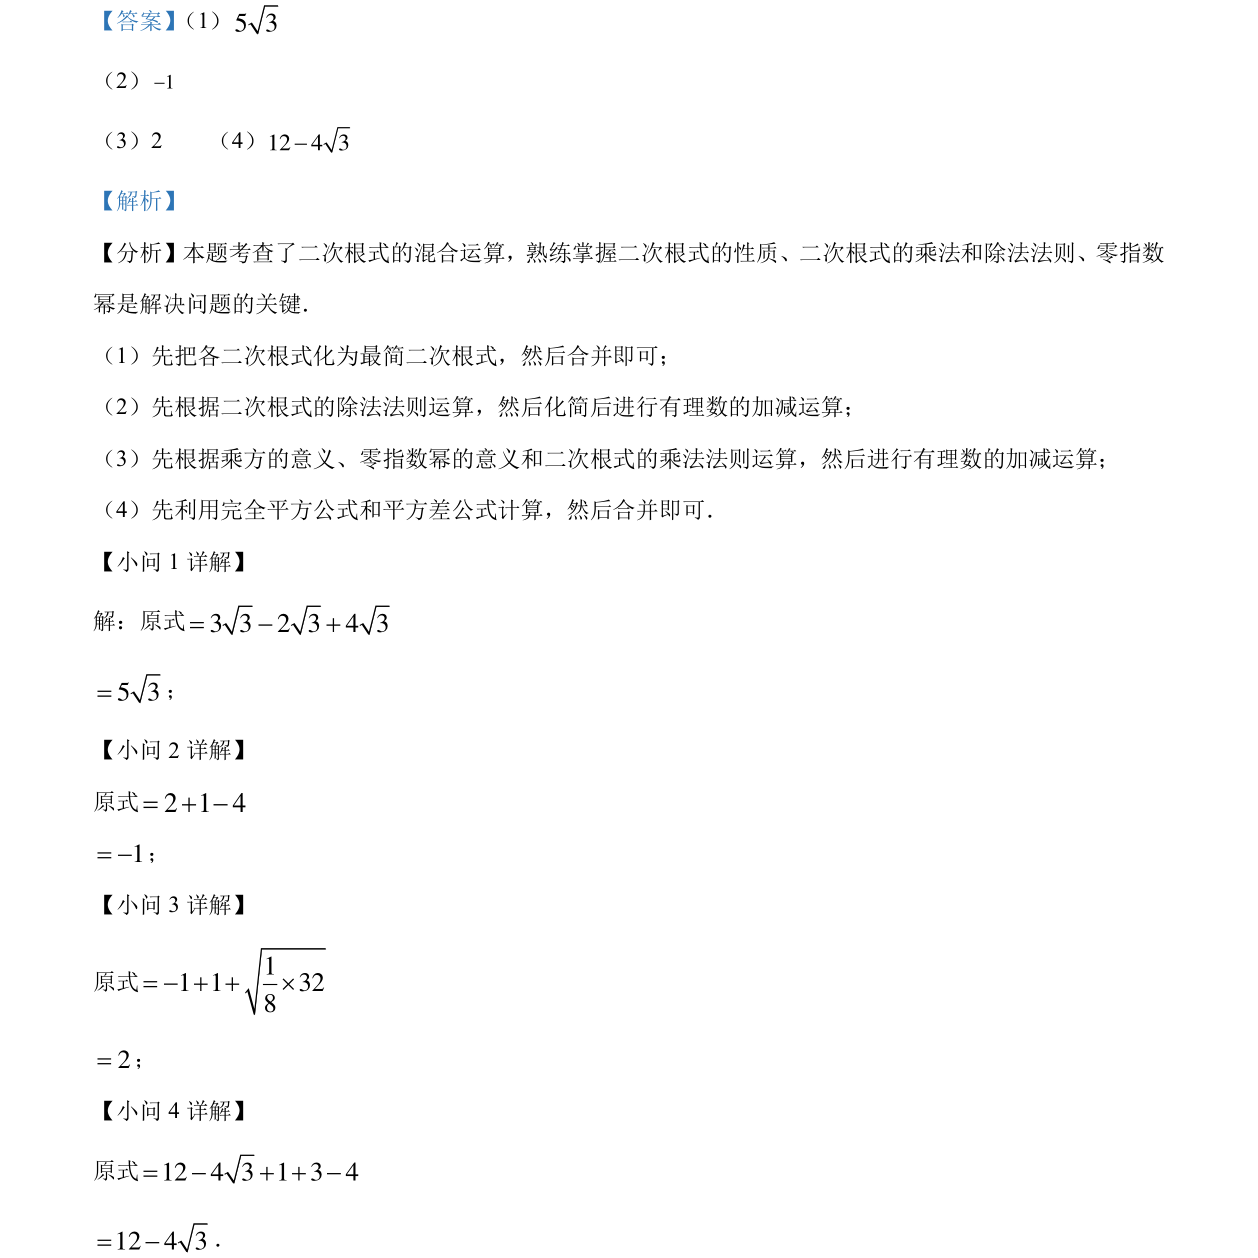 【答案】（1）5√3
（2）−1
（3）2 （4）12−4√3
【解析】
【分析】本题考查了二次根式的混合运算，熟练掌握二次根式的性质、二次根式的乘法和除法法则、零指数
幂是解决问题的关键．
（1）先把各二次根式化为最简二次根式，然后合并即可；
（2）先根据二次根式的除法法则运算，然后化简后进行有理数的加减运算；
（3）先根据乘方的意义、零指数幂的意义和二次根式的乘法法则运算，然后进行有理数的加减运算；
（4）先利用完全平方公式和平方差公式计算，然后合并即可．
【小问 1 详解】
解：原式=3√3−2√3+4√3
=5√3；
【小问 2 详解】
原式=2+1−4
=−1；
【小问 3 详解】
原式=−1+1+√(1/8×32)
=2；
【小问 4 详解】
原式=12−4√3+1+3−4
=12−4√3．